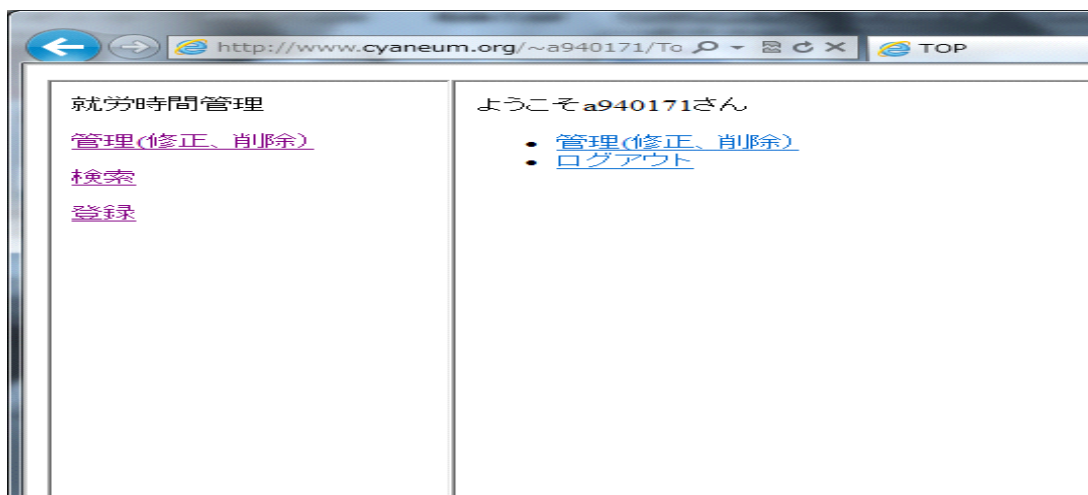 http://www.cyaneum.org/~a940171/To
TOP
就労時間管理
管理(修正、削除)
検索
登録
ようこそa940171さん
管理(修正、削除)
ログアウト